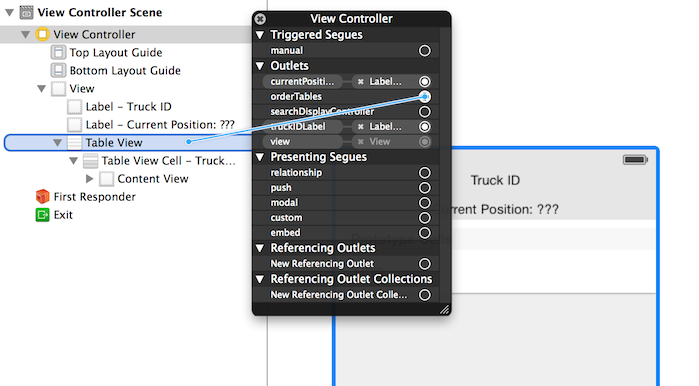 View Controller Scene
View Controller
Top Layout Guide
Bottom Layout Guide
View
Label – Truck ID
Label – Current Position: ???
Table View
Table View Cell – Truck...
Content View
First Responder
Exit
View Controller
Triggered Segues
manual
Outlets
currentPositi... Label...
orderTables
searchDisplayController
truckIDLabel Label...
view View
Presenting Segues
relationship
push
modal
custom
embed
Referencing Outlets
New Referencing Outlet
Referencing Outlet Collections
New Referencing Outlet Colle...
Truck ID
Current Position: ???
Prototype Cells